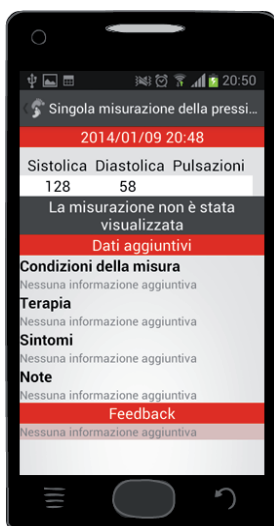 20:50
Singola misurazione della pressi...
2014/01/09 20:48
Sistolica Diastolica Pulsazioni
128 58
La misurazione non è stata
visualizzata
Dati aggiuntivi
Condizioni della misura
Nessuna informazione aggiuntiva
Terapia
Nessuna informazione aggiuntiva
Sintomi
Nessuna informazione aggiuntiva
Note
Nessuna informazione aggiuntiva
Feedback
Nessuna informazione aggiuntiva